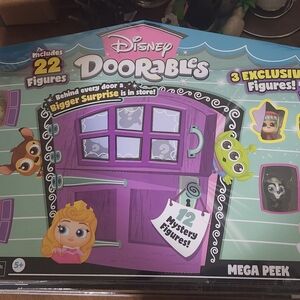 Includes
22
Figures
Disney
DOORABLES
Behind every door a
Bigger Surprise is in store!
3 EXCLUSIV
Figures!
12
Mystery
Figures!
5+
MEGA PEEK